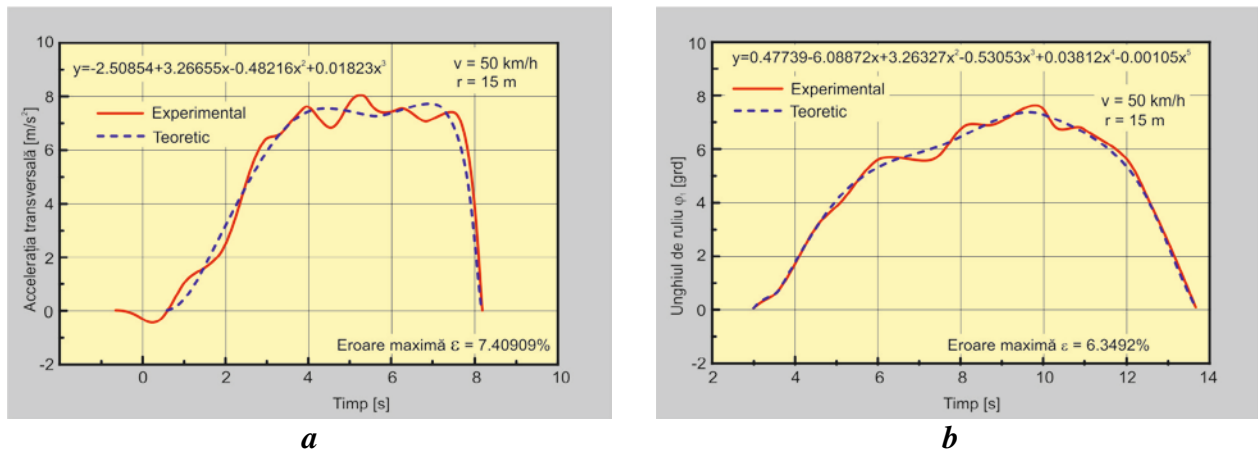 10
8
6
4
2
0
-2
Accelerația transversală [m/s²]
y=-2.50854+3.26655x-0.48216x²+0.01823x³
v = 50 km/h
r = 15 m
Experimental
Teoretic
Eroare maximă ε = 7.40909%
0 2 4 6 8 10
Timp [s]
a
10
8
6
4
2
0
-2
Unghiul de ruliu φ₁ [grd]
y=0.47739-6.08872x+3.26327x²-0.53053x³+0.03812x⁴-0.00105x⁵
Experimental
Teoretic
v = 50 km/h
r = 15 m
Eroare maximă ε = 6.3492%
2 4 6 8 10 12 14
Timp [s]
b